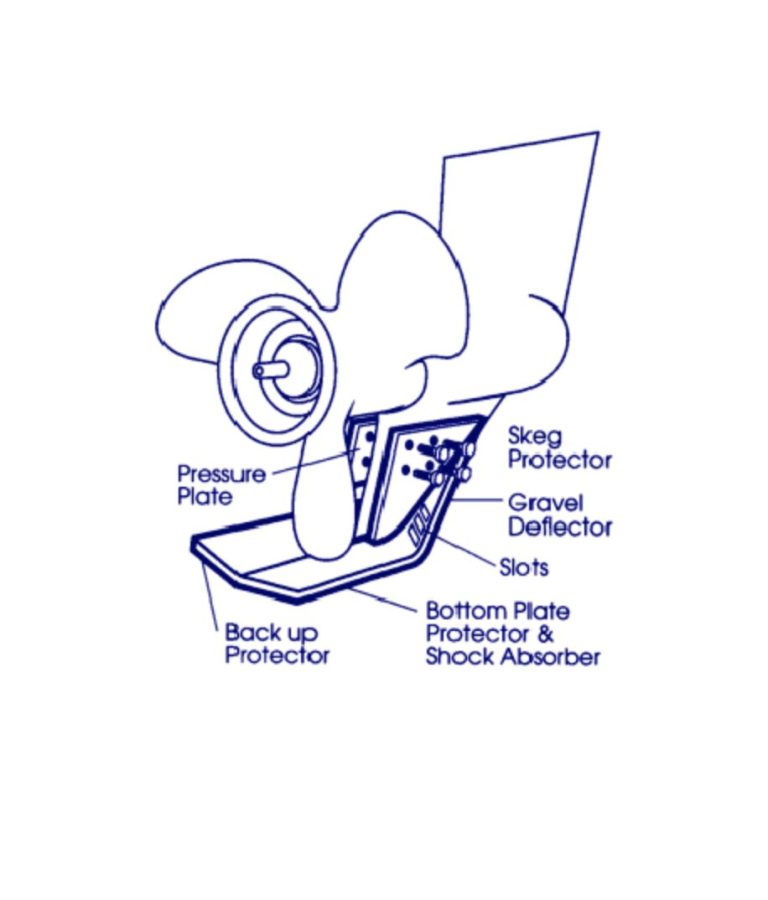 Skeg
Protector
Pressure
Plate
Gravel
Deflector
Slots
Bottom Plate
Protector &
Shock Absorber
Back up
Protector